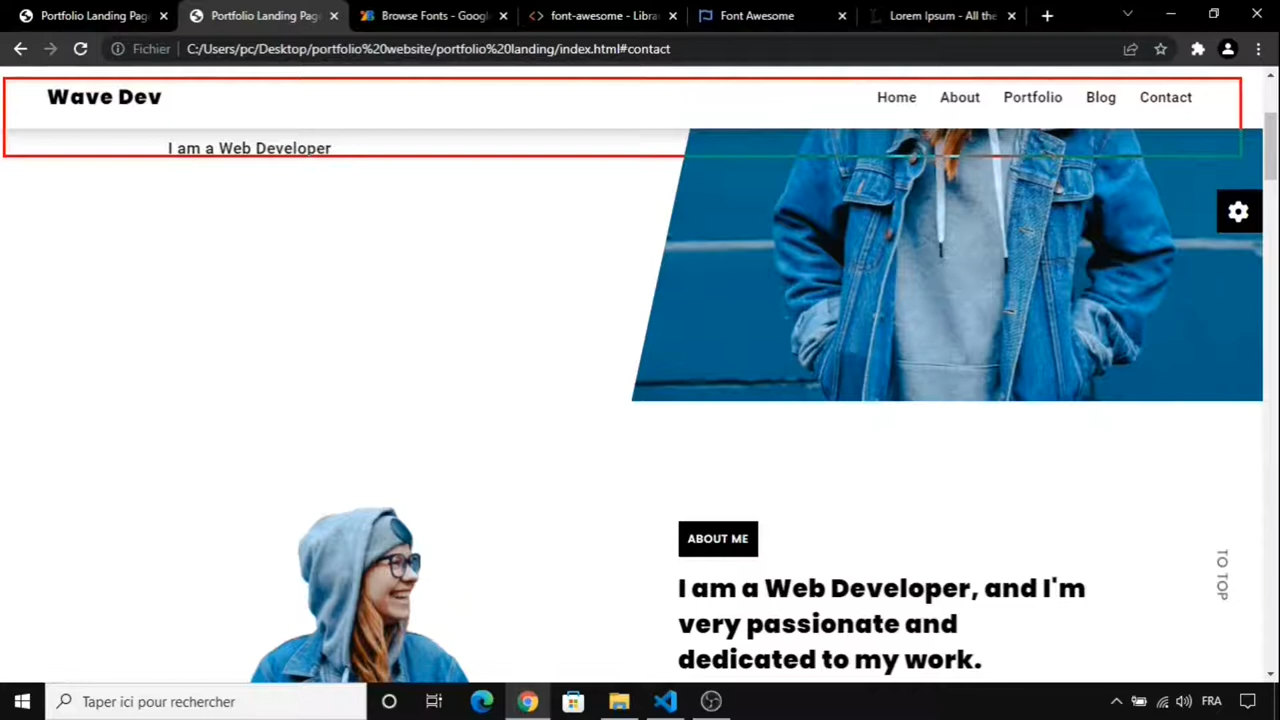 Portfolio Landing Pag
Portfolio Landing Pag
Browse Fonts - Googl
font-awesome - Librar
Font Awesome
Lorem Ipsum - All the
Fichier
C:/Users/pc/Desktop/portfolio%20website/portfolio%20landing/index.html#contact
Wave Dev
Home
About
Portfolio
Blog
Contact
I am a Web Developer
ABOUT ME
I am a Web Developer, and I'm
very passionate and
dedicated to my work.
TO TOP
Taper ici pour rechercher
FRA